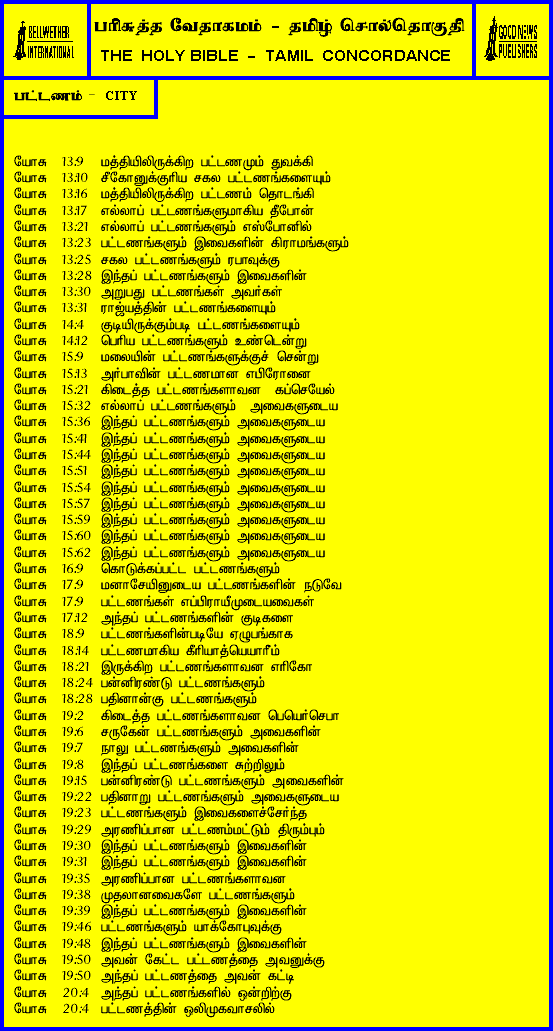 BELLWETHER INTERNATIONAL
பரிசுத்த வேதாகமம் - தமிழ் சொல்தொகுதி
THE HOLY BIBLE - TAMIL CONCORDANCE
GOOD NEWS PUBLISHERS
பட்டணம் - CITY
யோசு 13:9 மத்தியிலிருக்கிற பட்டணமும் துவக்கி
யோசு 13:10 சீகோனுக்குரிய சகல பட்டணங்களையும்
யோசு 13:16 மத்தியிலிருக்கிற பட்டணம் தொடங்கி
யோசு 13:17 எல்லாப் பட்டணங்களுமாகிய தீபோன்
யோசு 13:21 எல்லாப் பட்டணங்களும் எஸ்போனில்
யோசு 13:23 பட்டணங்களும் இவைகளின் கிராமங்களும்
யோசு 13:25 சகல பட்டணங்களும் ரபாவுக்கு
யோசு 13:28 இந்தப் பட்டணங்களும் இவைகளின்
யோசு 13:30 அறுபது பட்டணங்கள் அவர்கள்
யோசு 13:31 ராஜ்யத்தின் பட்டணங்களையும்
யோசு 14:4 குடியிருக்கும்படி பட்டணங்களையும்
யோசு 14:12 பெரிய பட்டணங்களும் உண்டென்று
யோசு 15:9 மலையின் பட்டணங்களுக்குச் சென்று
யோசு 15:13 அர்பாவின் பட்டணமான எபிரோனை
யோசு 15:21 கிடைத்த பட்டணங்களாவன கப்செயேல்
யோசு 15:32 எல்லாப் பட்டணங்களும் அவைகளுடைய
யோசு 15:36 இந்தப் பட்டணங்களும் அவைகளுடைய
யோசு 15:41 இந்தப் பட்டணங்களும் அவைகளுடைய
யோசு 15:44 இந்தப் பட்டணங்களும் அவைகளுடைய
யோசு 15:51 இந்தப் பட்டணங்களும் அவைகளுடைய
யோசு 15:54 இந்தப் பட்டணங்களும் அவைகளுடைய
யோசு 15:57 இந்தப் பட்டணங்களும் அவைகளுடைய
யோசு 15:59 இந்தப் பட்டணங்களும் அவைகளுடைய
யோசு 15:60 இந்தப் பட்டணங்களும் அவைகளுடைய
யோசு 15:62 இந்தப் பட்டணங்களும் அவைகளுடைய
யோசு 16:9 கொடுக்கப்பட்ட பட்டணங்களும்
யோசு 17:9 மனாசேயினுடைய பட்டணங்களின் நடுவே
யோசு 17:9 பட்டணங்கள் எப்பிராயீமுடையவைகள்
யோசு 17:12 அந்தப் பட்டணங்களின் குடிகளை
யோசு 18:9 பட்டணங்களின்படியே ஏழுபங்காக
யோசு 18:14 பட்டணமாகிய கீரியாத்யெயாரீம்
யோசு 18:21 இருக்கிற பட்டணங்களாவன எரிகோ
யோசு 18:24 பன்னிரண்டு பட்டணங்களும்
யோசு 18:28 பதினான்கு பட்டணங்களும்
யோசு 19:2 கிடைத்த பட்டணங்களாவன பெயெர்செபா
யோசு 19:6 சருகேன் பட்டணங்களும் அவைகளின்
யோசு 19:7 நாலு பட்டணங்களும் அவைகளின்
யோசு 19:8 இந்தப் பட்டணங்களை சுற்றிலும்
யோசு 19:15 பன்னிரண்டு பட்டணங்களும் அவைகளின்
யோசு 19:22 பதினாறு பட்டணங்களும் அவைகளுடைய
யோசு 19:23 பட்டணங்களும் இவைகளைச்சேர்ந்த
யோசு 19:29 அரணிப்பான பட்டணம்மட்டும் திரும்பும்
யோசு 19:30 இந்தப் பட்டணங்களும் இவைகளின்
யோசு 19:31 இந்தப் பட்டணங்களும் இவைகளின்
யோசு 19:35 அரணிப்பான பட்டணங்களாவன
யோசு 19:38 முதலானவைகளே பட்டணங்களும்
யோசு 19:39 இந்தப் பட்டணங்களும் இவைகளின்
யோசு 19:46 பட்டணங்களும் யாக்கோபுவுக்கு
யோசு 19:48 இந்தப் பட்டணங்களும் இவைகளின்
யோசு 19:50 அவன் கேட்ட பட்டணத்தை அவனுக்கு
யோசு 19:50 அந்தப் பட்டணத்தை அவன் கட்டி
யோசு 20:4 அந்தப் பட்டணங்களில் ஒன்றிற்கு
யோசு 20:4 பட்டணத்தின் ஒலிமுகவாசலில்